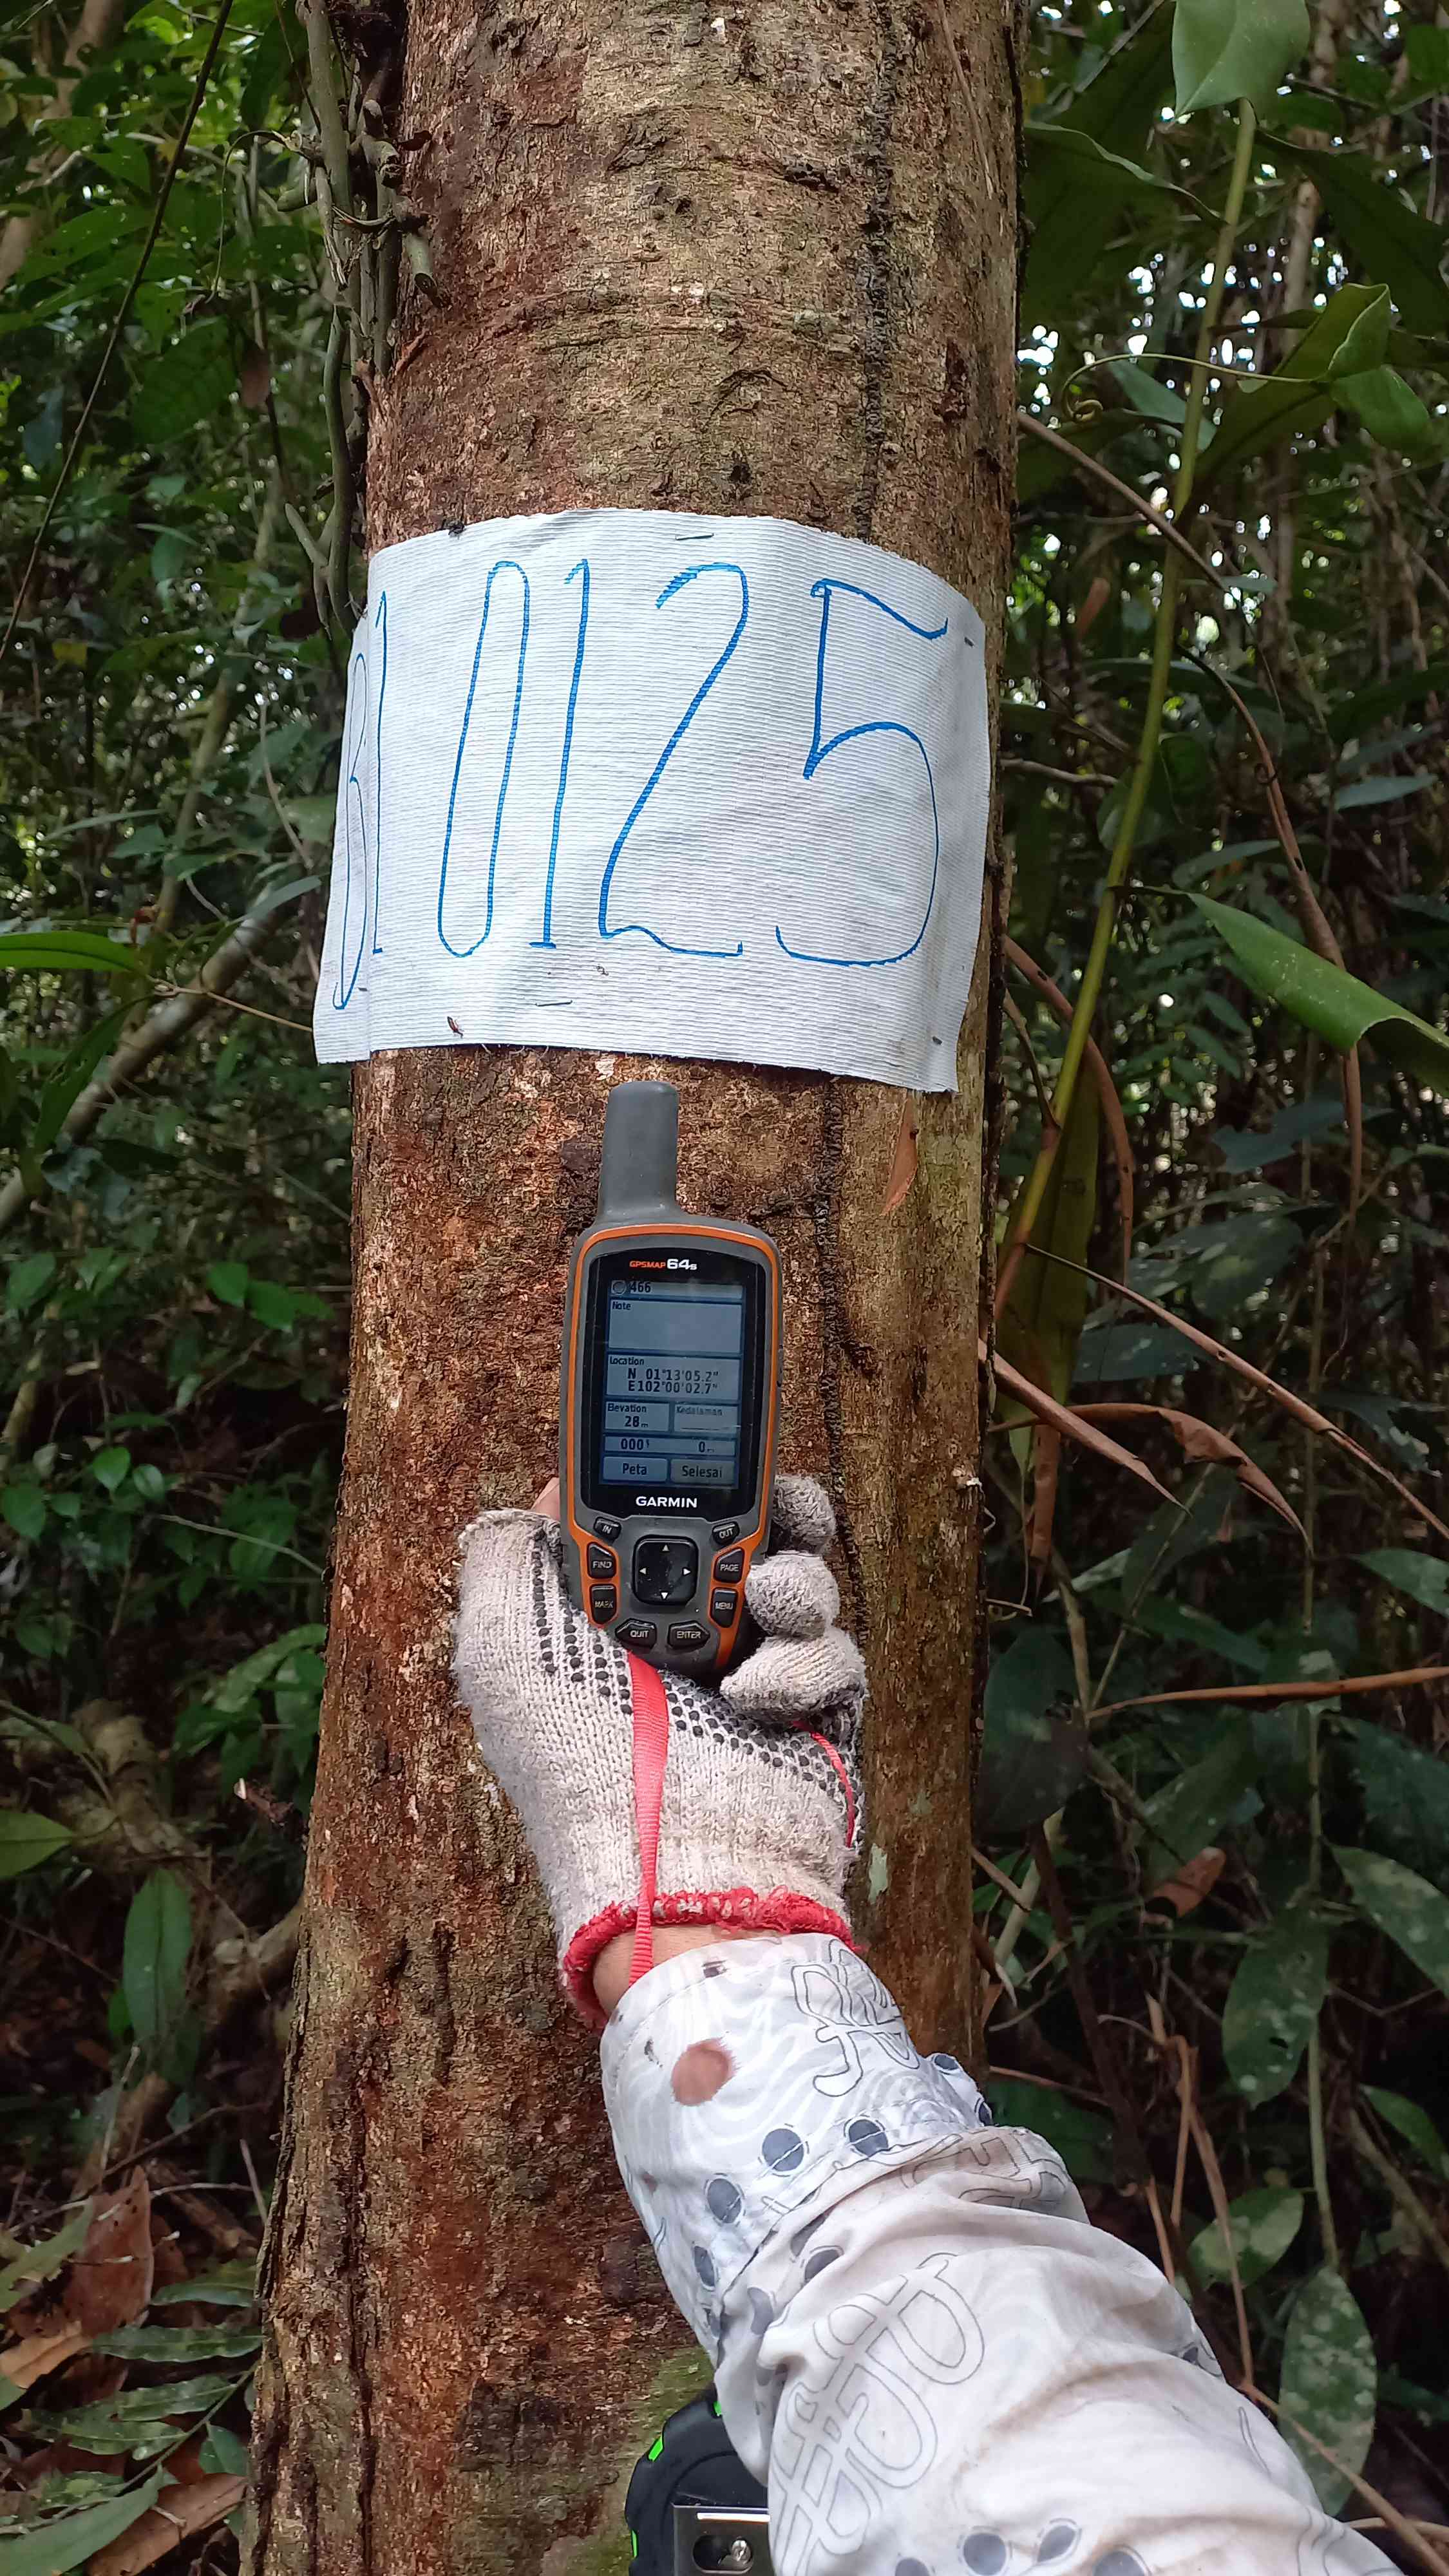 B1 0125
GPSMAP 64s
466
Note
Location
N 01°13'05.2"
E102°00'02.7"
Elevation Kedalaman
28m
000° 0m
Peta Selesai
GARMIN
IN OUT
FIND PAGE
MARK MENU
QUIT ENTER